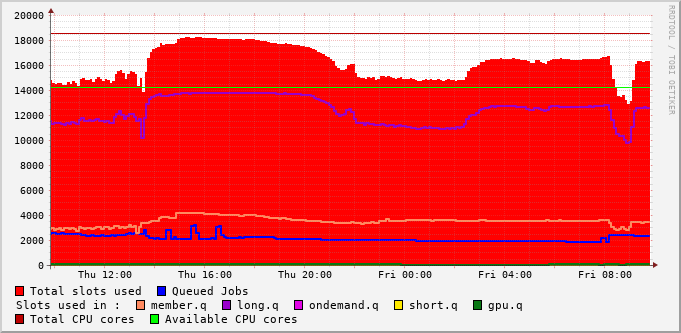 20000
18000
16000
14000
12000
10000
8000
6000
4000
2000
0
Thu 12:00 Thu 16:00 Thu 20:00 Fri 00:00 Fri 04:00 Fri 08:00
RRDTOOL / TOBI OETIKER
Total slots used Queued Jobs
Slots used in : member.q long.q ondemand.q short.q gpu.q
Total CPU cores Available CPU cores